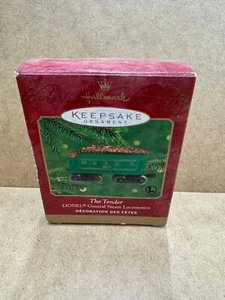 Hallmark
KEEPSAKE
ORNAMENT
The Tender
LIONEL® General Steam Locomotive
DÉCORATION DES FÊTES